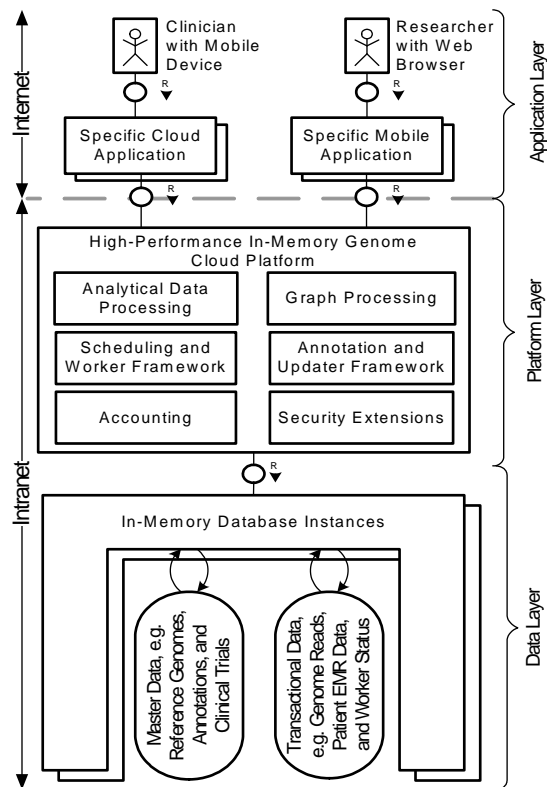 Clinician
with Mobile
Device
Researcher
with Web
Browser
R
R
Specific Cloud
Application
Specific Mobile
Application
R
R
High-Performance In-Memory Genome
Cloud Platform
Analytical Data
Processing
Graph Processing
Scheduling and
Worker Framework
Annotation and
Updater Framework
Accounting
Security Extensions
R
In-Memory Database Instances
Master Data, e.g.
Reference Genomes,
Annotations, and
Clinical Trials
Transactional Data,
e.g. Genome Reads,
Patient EMR Data,
and Worker Status
Internet
Intranet
Application Layer
Platform Layer
Data Layer